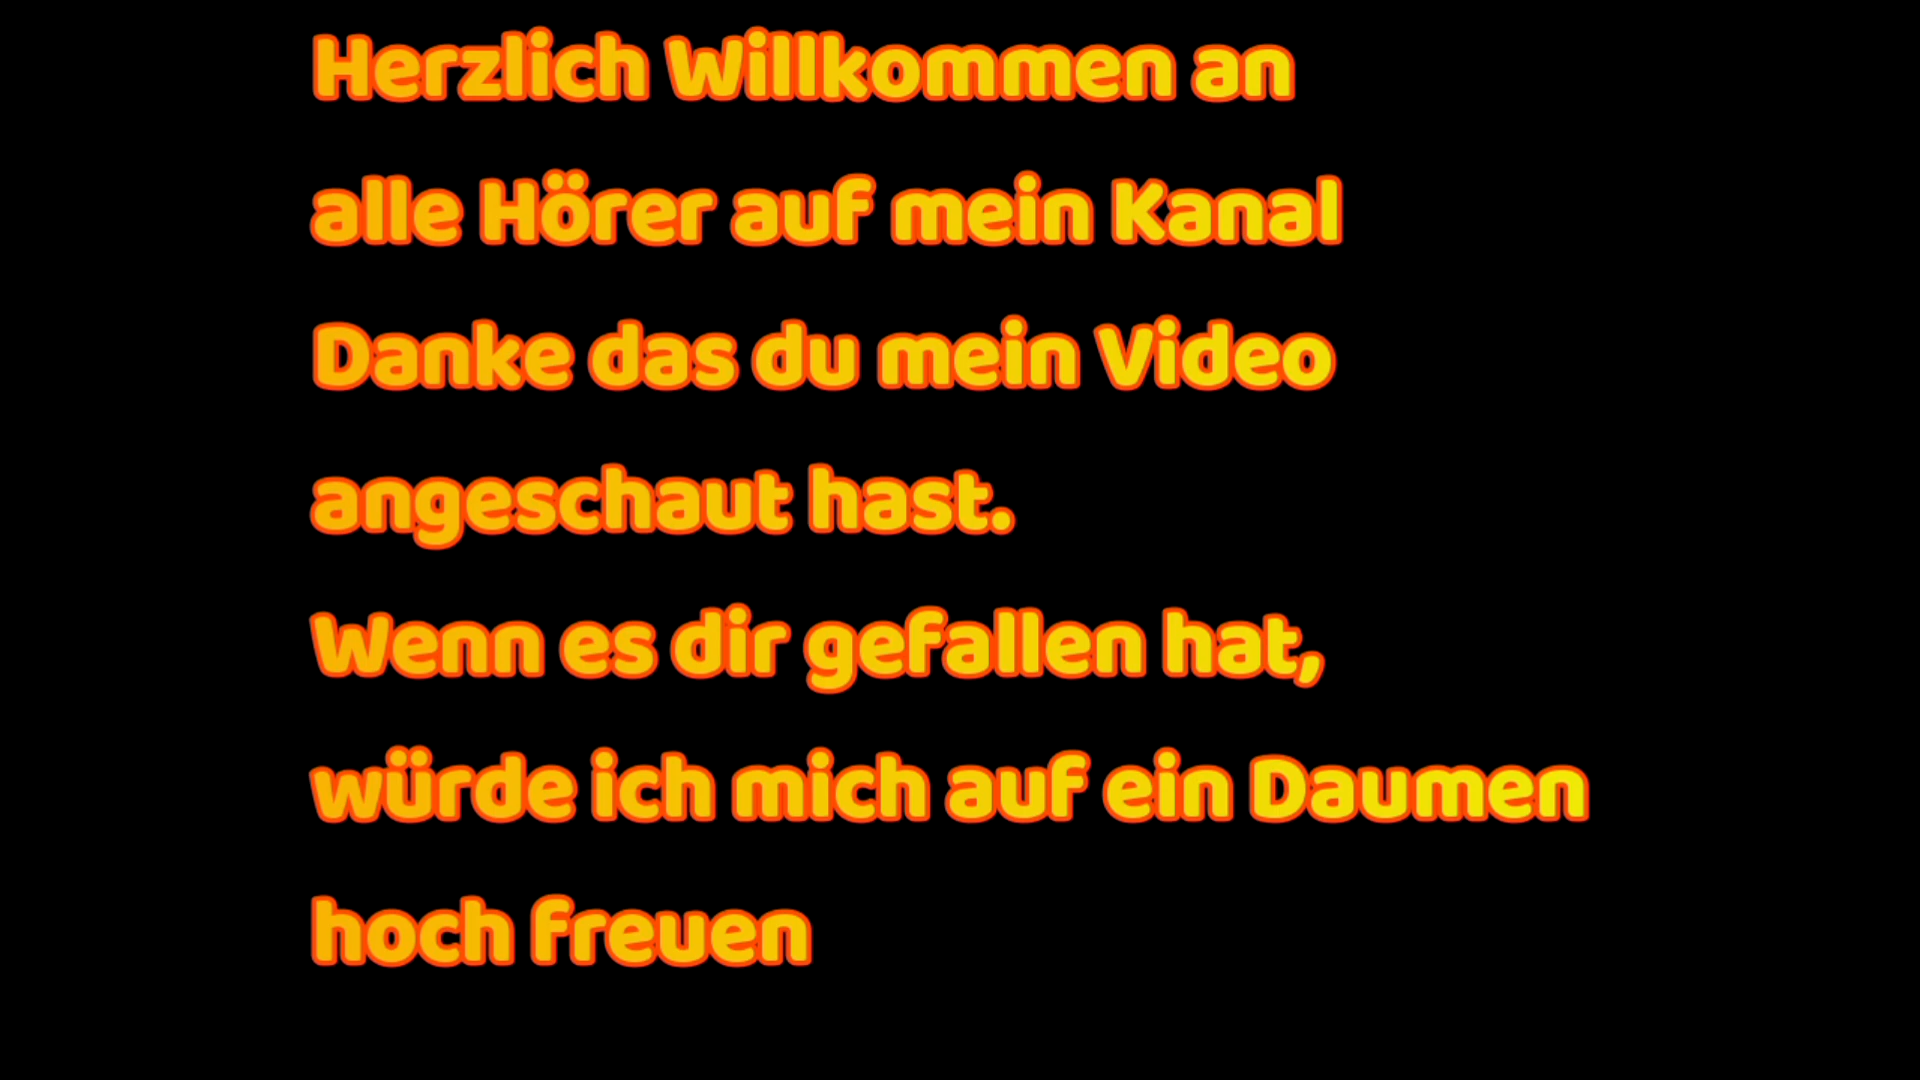 Herzlich Willkommen an
alle Hörer auf mein Kanal
Danke das du mein Video
angeschaut hast.
Wenn es dir gefallen hat,
würde ich mich auf ein Daumen
hoch freuen